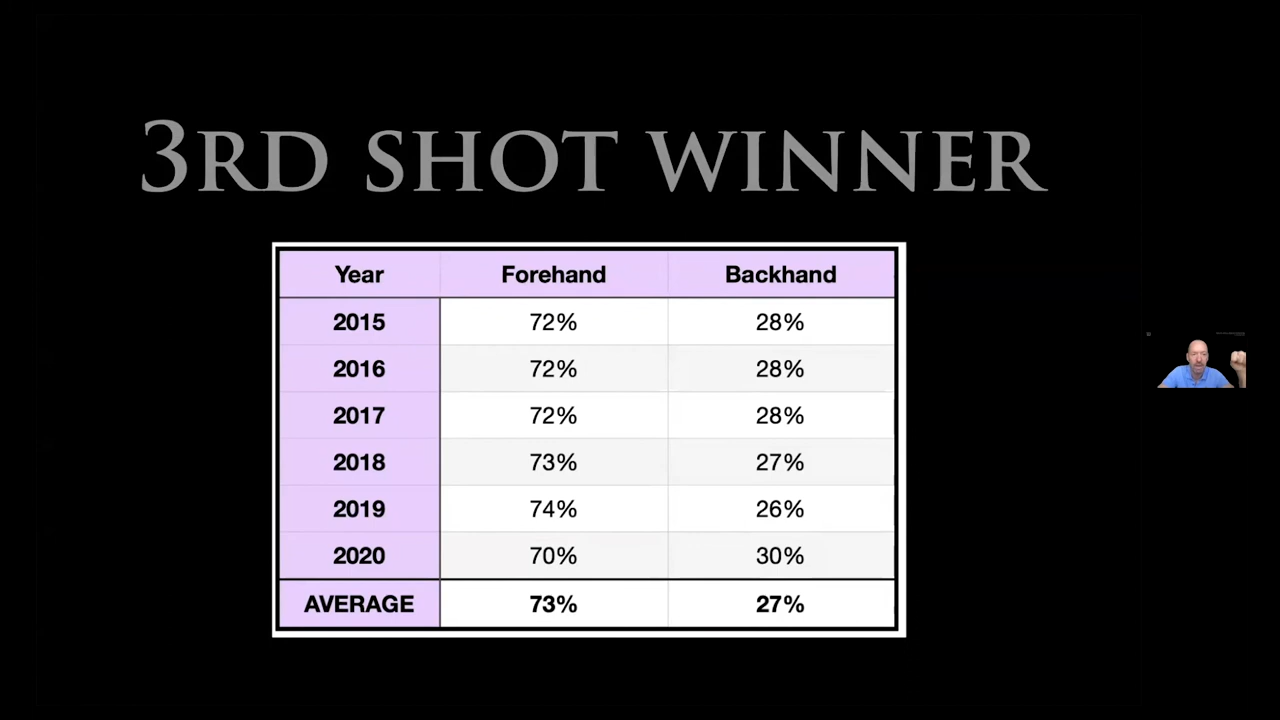 3RD SHOT WINNER
Year Forehand Backhand
2015 72% 28%
2016 72% 28%
2017 72% 28%
2018 73% 27%
2019 74% 26%
2020 70% 30%
AVERAGE 73% 27%